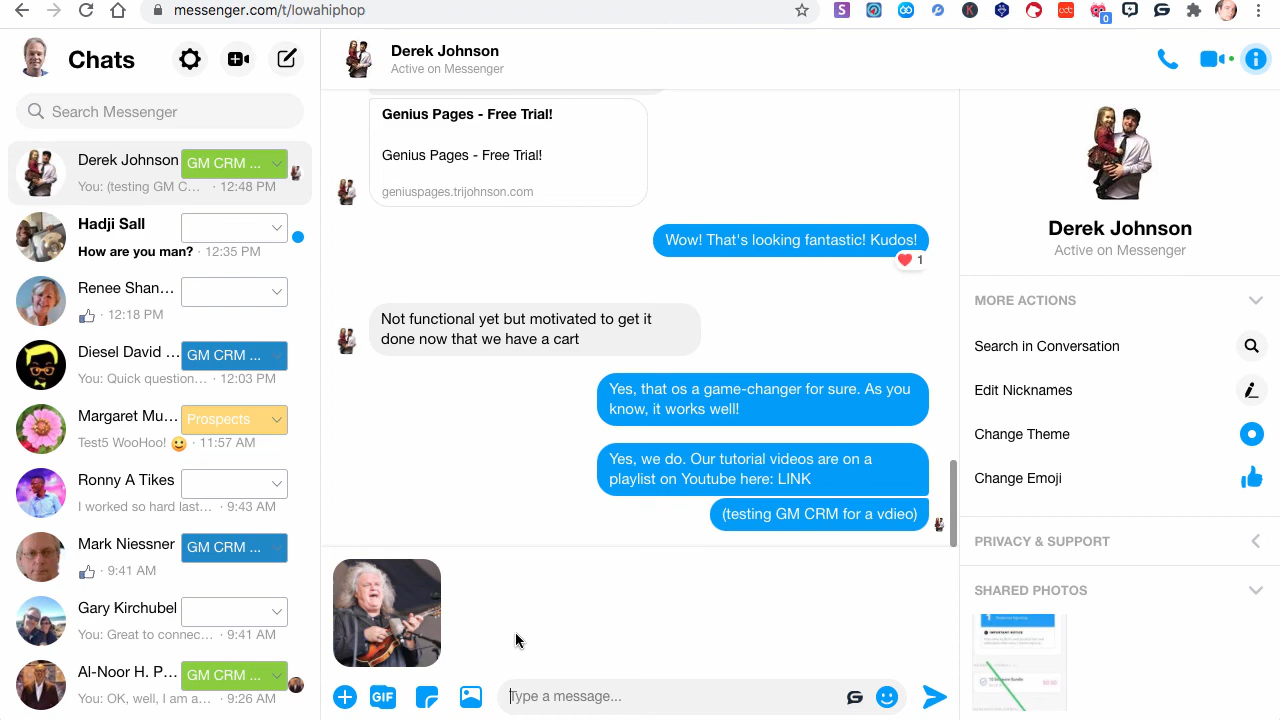 messenger.com/t/lowahiphop
0
Chats
Search Messenger
Derek Johnson
GM CRM ...
You: (testing GM C... · 12:48 PM
Hadji Sall
How are you man? · 12:35 PM
Renee Shan...
· 12:18 PM
Diesel David ...
GM CRM ...
You: Quick question... · 12:03 PM
Margaret Mu...
Prospects
Test5 WooHoo! 😃 · 11:57 AM
Ronny A Tikes
I worked so hard last... · 9:43 AM
Mark Niessner
GM CRM ...
· 9:41 AM
Gary Kirchubel
You: Great to connec... · 9:41 AM
Al-Noor H. P...
GM CRM ...
You: OK, well, I am a... · 9:26 AM
Derek Johnson
Active on Messenger
Genius Pages - Free Trial!
Genius Pages - Free Trial!
geniuspages.trijohnson.com
Wow! That's looking fantastic! Kudos!
❤️ 1
Not functional yet but motivated to get it
done now that we have a cart
Yes, that os a game-changer for sure. As you
know, it works well!
Yes, we do. Our tutorial videos are on a
playlist on Youtube here: LINK
(testing GM CRM for a vdieo)
GIF
Type a message...
Derek Johnson
Active on Messenger
MORE ACTIONS
Search in Conversation
Edit Nicknames
Change Theme
Change Emoji
PRIVACY & SUPPORT
SHARED PHOTOS
IMPORTANT NOTICE